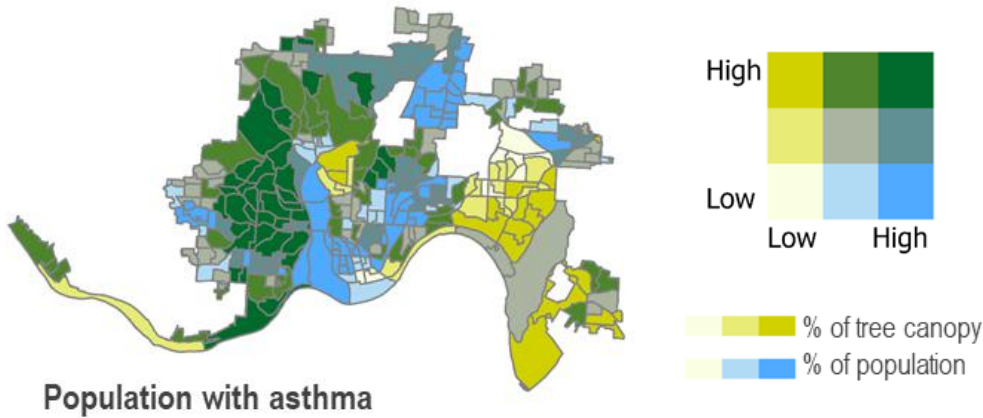 High
Low
Low High
% of tree canopy
% of population
Population with asthma